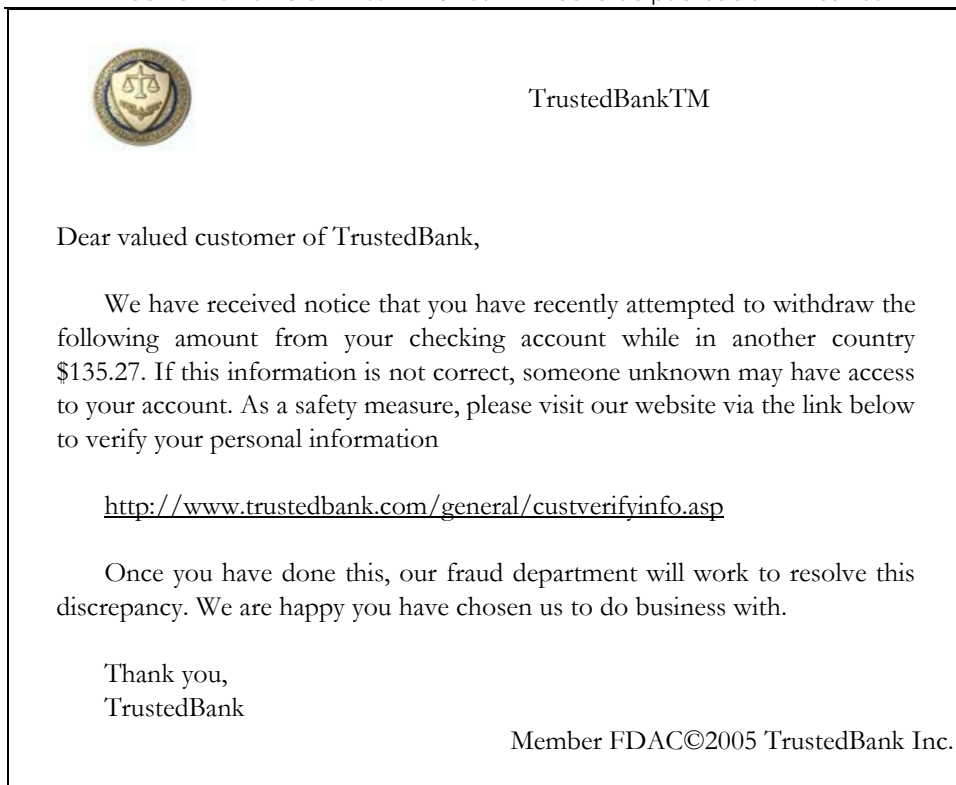 TrustedBankTM
Dear valued customer of TrustedBank,
We have received notice that you have recently attempted to withdraw the
following amount from your checking account while in another country
$135.27. If this information is not correct, someone unknown may have access
to your account. As a safety measure, please visit our website via the link below
to verify your personal information
http://www.trustedbank.com/general/custverifyinfo.asp
Once you have done this, our fraud department will work to resolve this
discrepancy. We are happy you have chosen us to do business with.
Thank you,
TrustedBank
Member FDAC©2005 TrustedBank Inc.